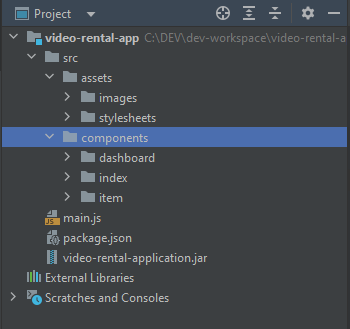 Project
video-rental-app C:\DEV\dev-workspace\video-rental-a
src
assets
images
stylesheets
components
dashboard
index
item
JS main.js
package.json
video-rental-application.jar
External Libraries
Scratches and Consoles